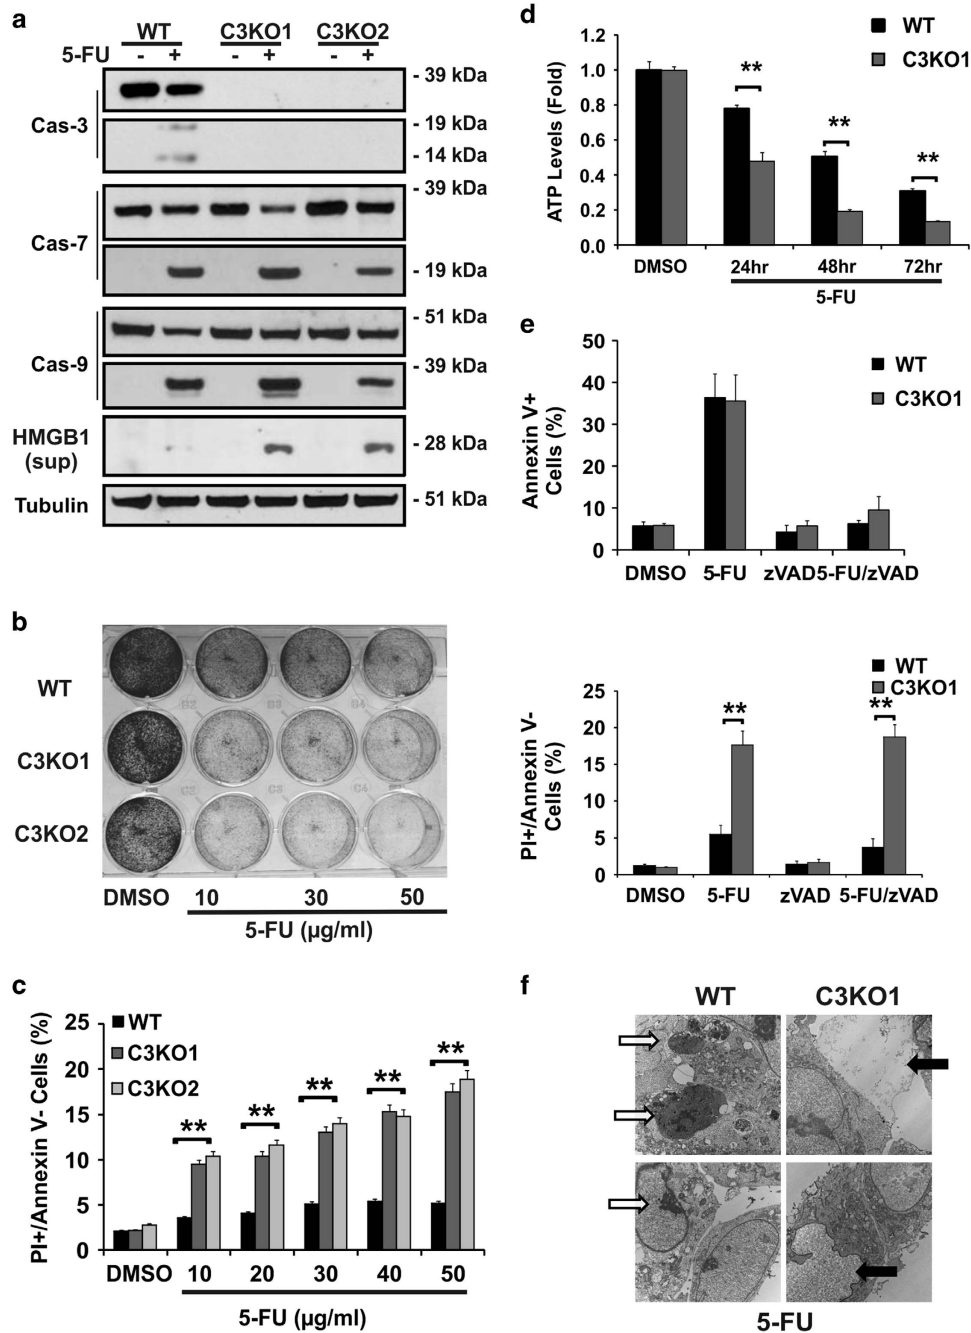 a
WT C3KO1 C3KO2
5-FU - + - + - +
Cas-3
- 39 kDa
- 19 kDa
- 14 kDa
Cas-7
- 39 kDa
- 19 kDa
Cas-9
- 51 kDa
- 39 kDa
HMGB1
(sup)
- 28 kDa
Tubulin
- 51 kDa
b
WT
C3KO1
C3KO2
DMSO 10 30 50
5-FU (µg/ml)
c
PI+/Annexin V- Cells (%)
25
20
15
10
5
0
WT
C3KO1
C3KO2
** ** ** ** **
DMSO 10 20 30 40 50
5-FU (µg/ml)
d
WT
C3KO1
ATP Levels (Fold)
1.2
1.0
0.8
0.6
0.4
0.2
0.0
** ** **
DMSO 24hr 48hr 72hr
5-FU
e
WT
C3KO1
Annexin V+
Cells (%)
50
40
30
20
10
0
DMSO 5-FU zVAD 5-FU/zVAD
WT
C3KO1
PI+/Annexin V-
Cells (%)
25
20
15
10
5
0
** **
DMSO 5-FU zVAD 5-FU/zVAD
f
WT C3KO1
5-FU